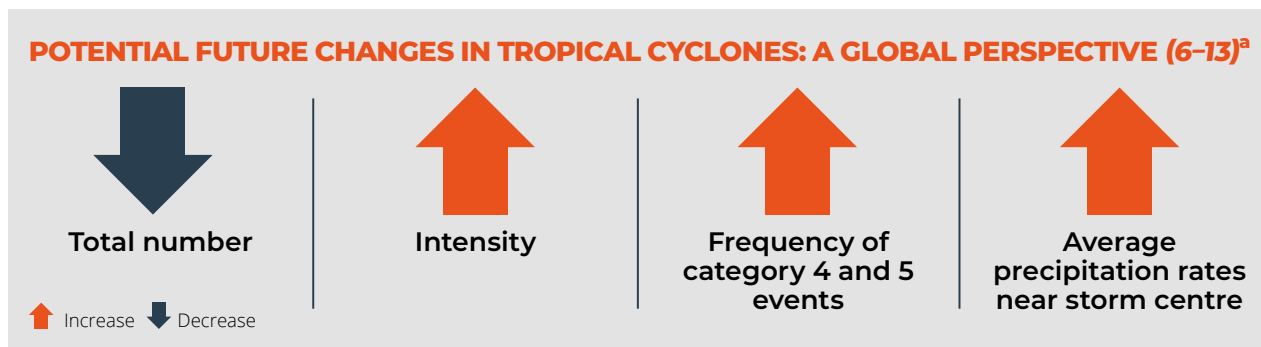 POTENTIAL FUTURE CHANGES IN TROPICAL CYCLONES: A GLOBAL PERSPECTIVE (6–13)ᵃ
Total number
Intensity
Frequency of
category 4 and 5
events
Average
precipitation rates
near storm centre
Increase
Decrease